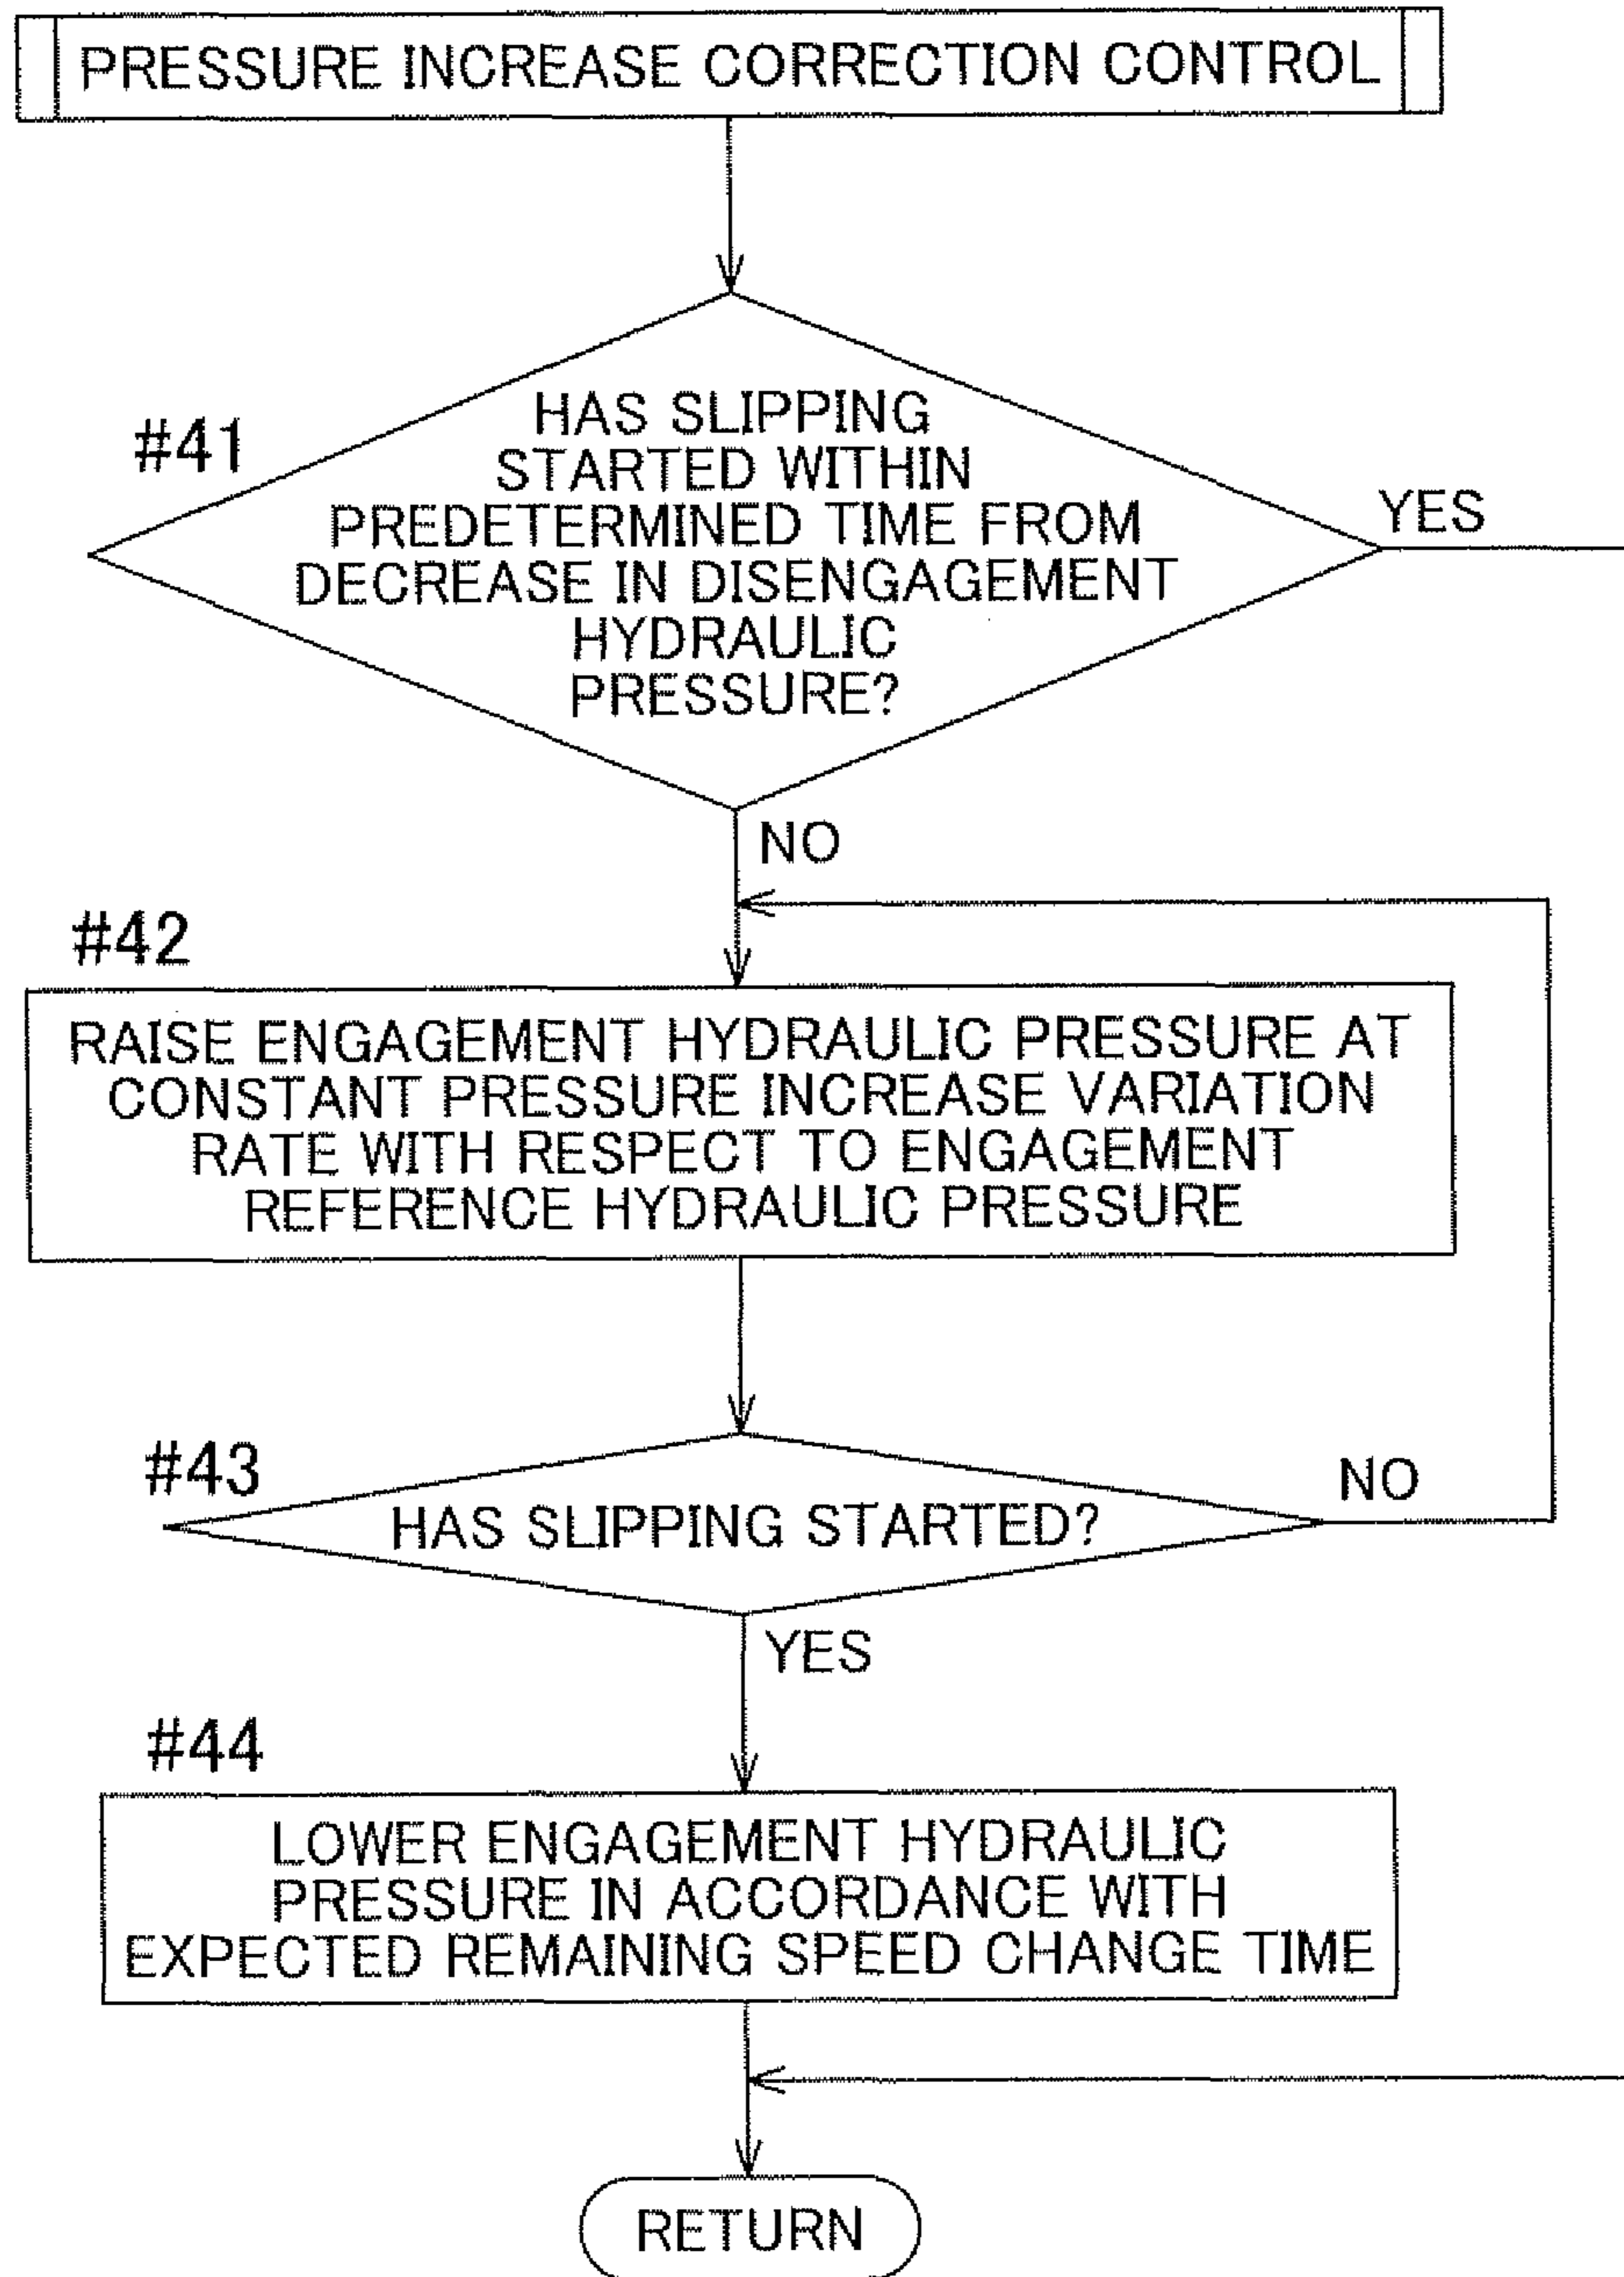 PRESSURE INCREASE CORRECTION CONTROL
#41
HAS SLIPPING
STARTED WITHIN
PREDETERMINED TIME FROM
DECREASE IN DISENGAGEMENT
HYDRAULIC
PRESSURE?
YES
NO
#42
RAISE ENGAGEMENT HYDRAULIC PRESSURE AT
CONSTANT PRESSURE INCREASE VARIATION
RATE WITH RESPECT TO ENGAGEMENT
REFERENCE HYDRAULIC PRESSURE
#43
HAS SLIPPING STARTED?
NO
YES
#44
LOWER ENGAGEMENT HYDRAULIC
PRESSURE IN ACCORDANCE WITH
EXPECTED REMAINING SPEED CHANGE TIME
RETURN